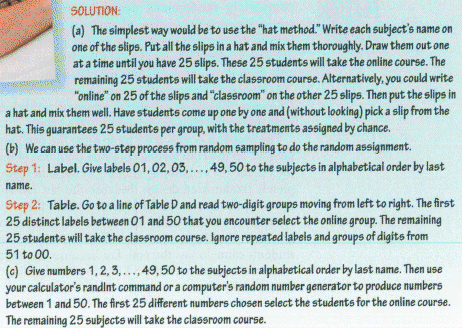 SOLUTION:
(a) The simplest way would be to use the "hat method." Write each subject's name on
one of the slips. Put all the slips in a hat and mix them thoroughly. Draw them out one
at a time until you have 25 slips. These 25 students will take the online course. The
remaining 25 students will take the classroom course. Alternatively, you could write
"online" on 25 of the slips and "classroom" on the other 25 slips. Then put the slips in
a hat and mix them well. Have students come up one by one and (without looking) pick a slip from the
hat. This guarantees 25 students per group, with the treatments assigned by chance.
(b) We can use the two-step process from random sampling to do the random assignment.
Step 1: Label. Give labels 01, 02, 03, . . . , 49, 50 to the subjects in alphabetical order by last
name.
Step 2: Table. Go to a line of Table D and read two-digit groups moving from left to right. The first
25 distinct labels between 01 and 50 that you encounter select the online group. The remaining
25 students will take the classroom course. Ignore repeated labels and groups of digits from
51 to 00.
(c) Give numbers 1, 2, 3, . . . , 49, 50 to the subjects in alphabetical order by last name. Then use
your calculator's randInt command or a computer's random number generator to produce numbers
between 1 and 50. The first 25 different numbers chosen select the students for the online course.
The remaining 25 subjects will take the classroom course.